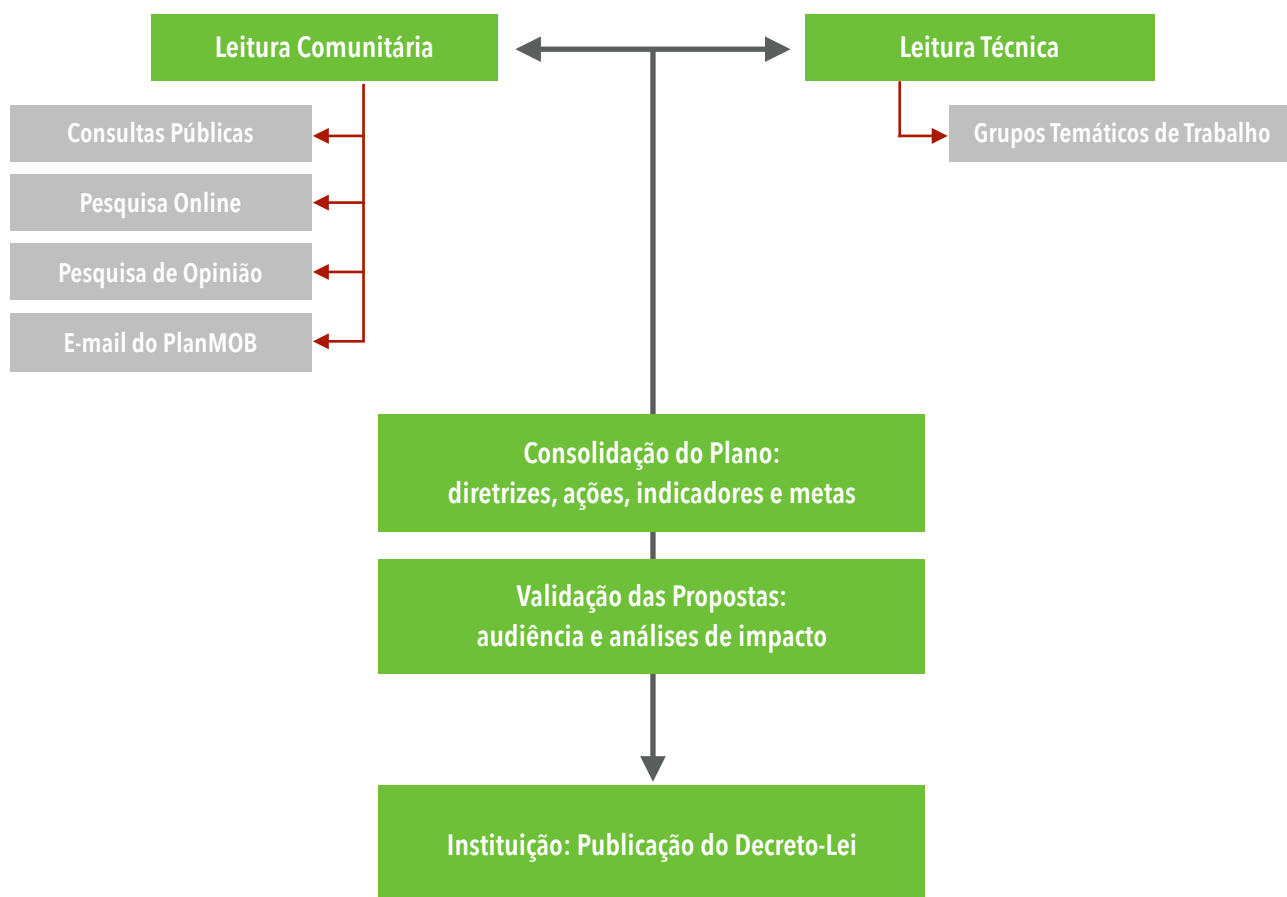 Leitura Comunitária
Leitura Técnica
Consultas Públicas
Grupos Temáticos de Trabalho
Pesquisa Online
Pesquisa de Opinião
E-mail do PlanMOB
Consolidação do Plano:
diretrizes, ações, indicadores e metas
Validação das Propostas:
audiência e análises de impacto
Instituição: Publicação do Decreto-Lei